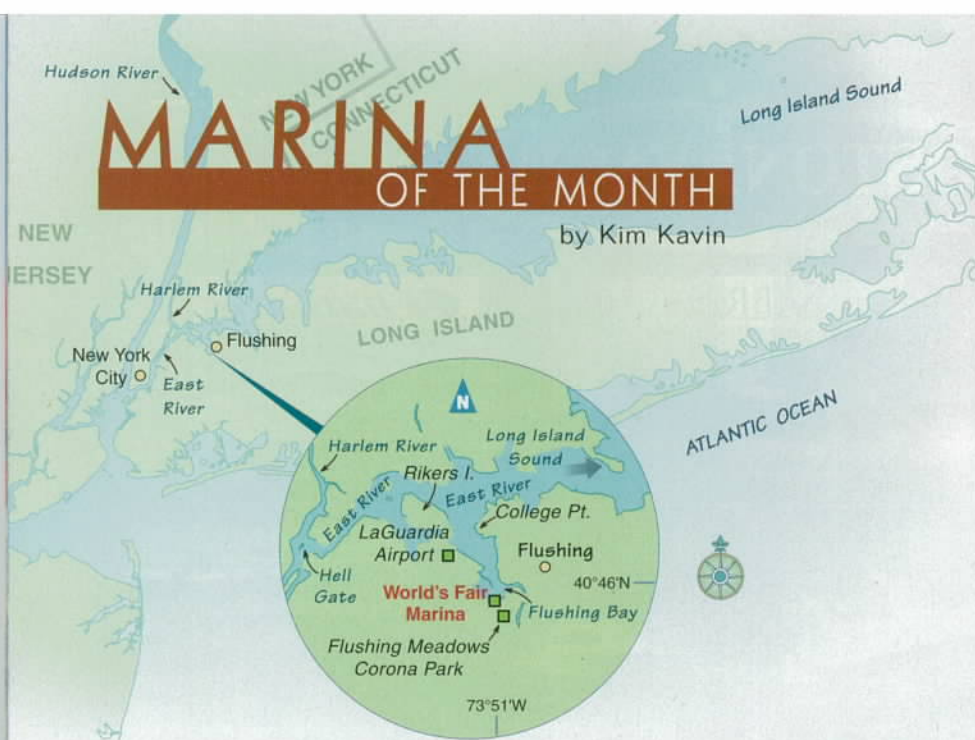 Hudson River
NEW YORK
CONNECTICUT
Long Island Sound
MARINA
OF THE MONTH
by Kim Kavin
NEW
JERSEY
Harlem River
Flushing
LONG ISLAND
New York
City
East
River
ATLANTIC OCEAN
N
Harlem River
Long Island
Sound
Rikers I.
East River
East River
College Pt.
LaGuardia
Airport
Flushing
40°46'N
Hell
Gate
World's Fair
Marina
Flushing Bay
Flushing Meadows
Corona Park
73°51'W